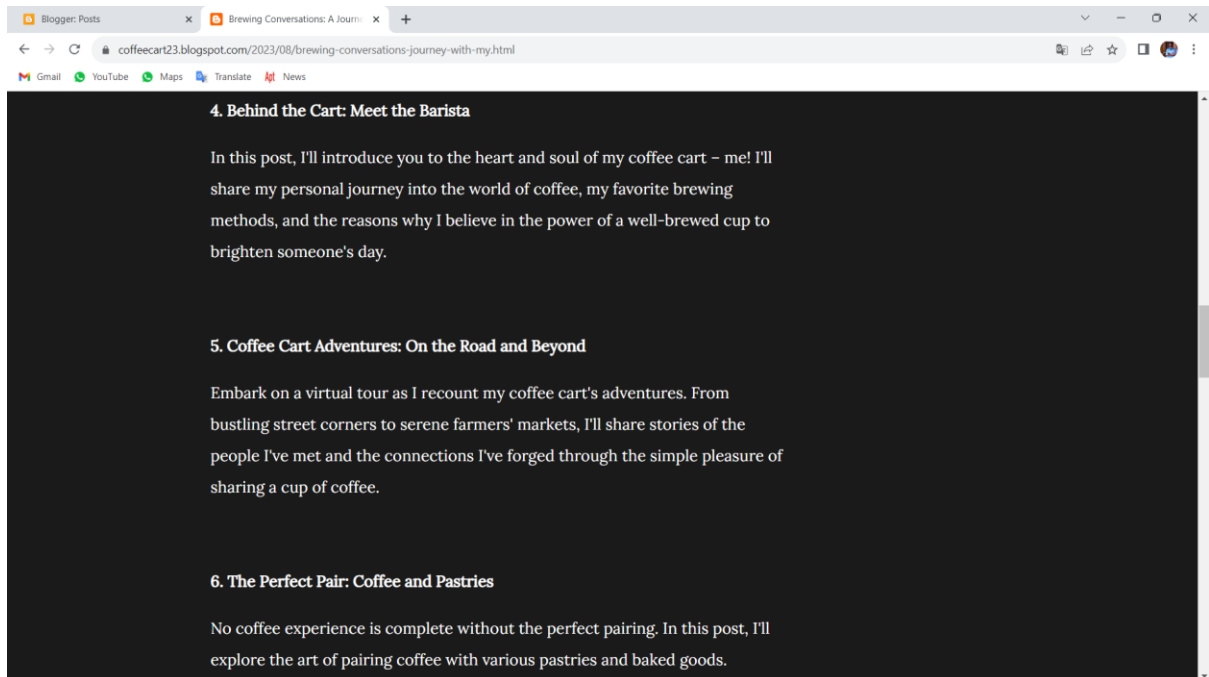 Blogger: Posts
Brewing Conversations: A Journe
coffeecart23.blogspot.com/2023/08/brewing-conversations-journey-with-my.html
Gmail YouTube Maps Translate News
4. Behind the Cart: Meet the Barista
In this post, I'll introduce you to the heart and soul of my coffee cart – me! I'll
share my personal journey into the world of coffee, my favorite brewing
methods, and the reasons why I believe in the power of a well-brewed cup to
brighten someone's day.
5. Coffee Cart Adventures: On the Road and Beyond
Embark on a virtual tour as I recount my coffee cart's adventures. From
bustling street corners to serene farmers' markets, I'll share stories of the
people I've met and the connections I've forged through the simple pleasure of
sharing a cup of coffee.
6. The Perfect Pair: Coffee and Pastries
No coffee experience is complete without the perfect pairing. In this post, I'll
explore the art of pairing coffee with various pastries and baked goods.